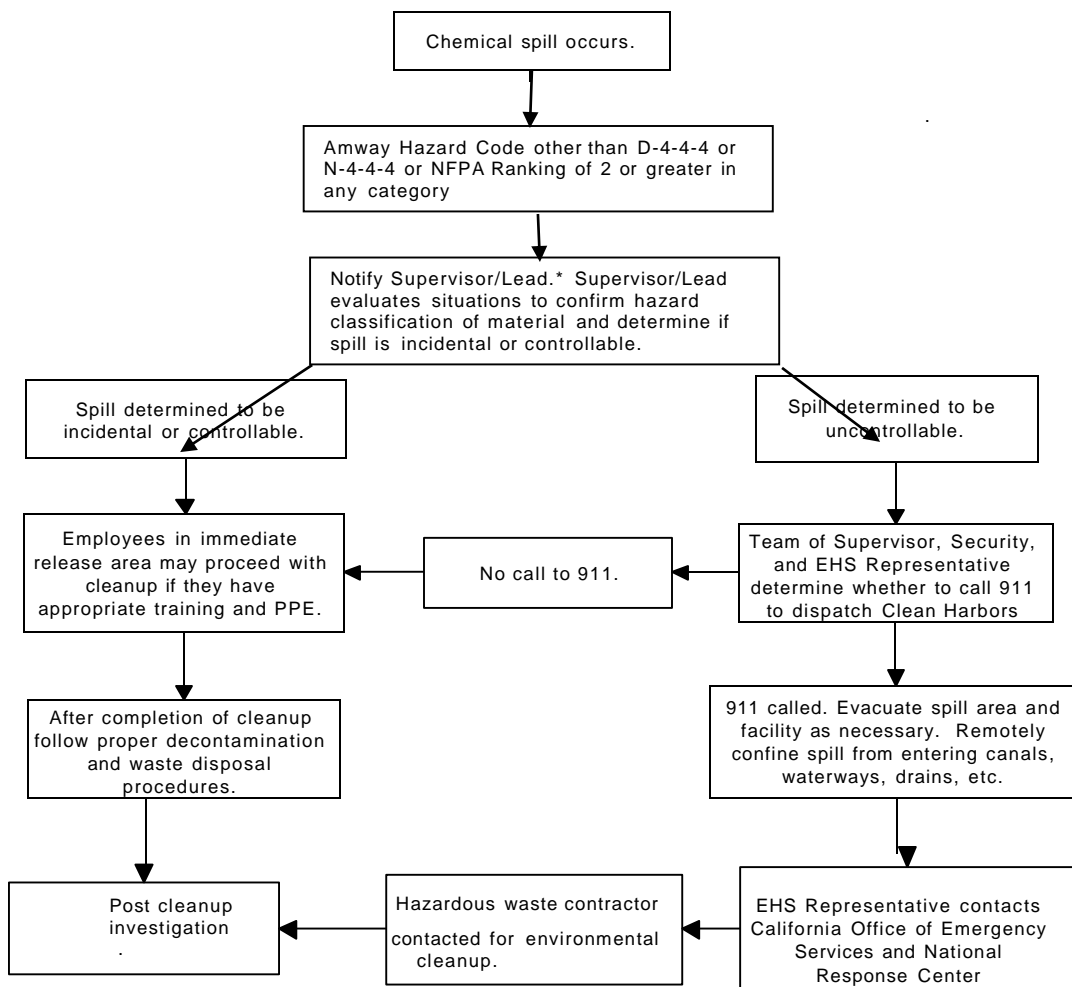 Chemical spill occurs.
Amway Hazard Code other than D-4-4-4 or
N-4-4-4 or NFPA Ranking of 2 or greater in
any category
Notify Supervisor/Lead.* Supervisor/Lead
evaluates situations to confirm hazard
classification of material and determine if
spill is incidental or controllable.
Spill determined to be
incidental or controllable.
Spill determined to be
uncontrollable.
Employees in immediate
release area may proceed with
cleanup if they have
appropriate training and PPE.
No call to 911.
Team of Supervisor, Security,
and EHS Representative
determine whether to call 911
to dispatch Clean Harbors
After completion of cleanup
follow proper decontamination
and waste disposal
procedures.
911 called. Evacuate spill area and
facility as necessary. Remotely
confine spill from entering canals,
waterways, drains, etc.
Post cleanup
investigation
.
Hazardous waste contractor
contacted for environmental
cleanup.
EHS Representative contacts
California Office of Emergency
Services and National
Response Center